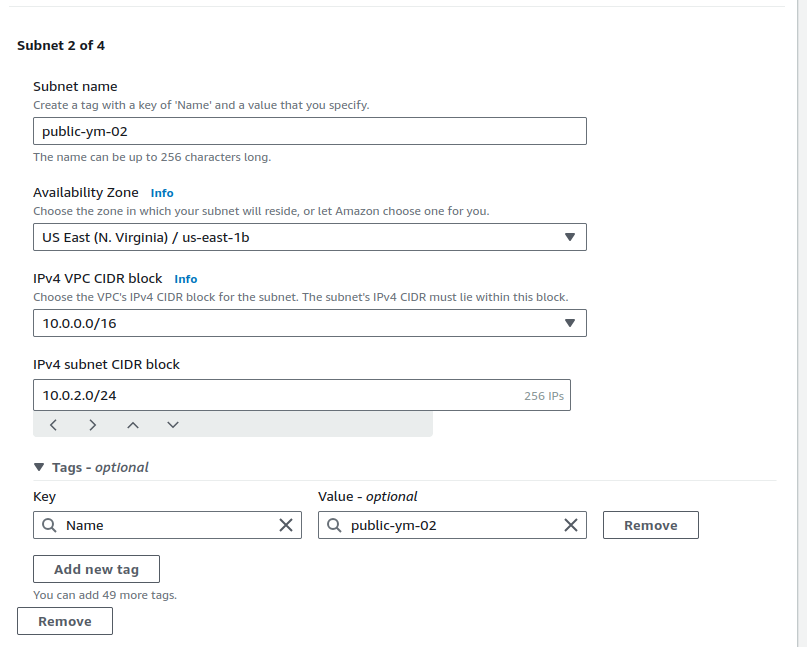 Subnet 2 of 4
Subnet name
Create a tag with a key of 'Name' and a value that you specify.
public-ym-02
The name can be up to 256 characters long.
Availability Zone Info
Choose the zone in which your subnet will reside, or let Amazon choose one for you.
US East (N. Virginia) / us-east-1b
IPv4 VPC CIDR block Info
Choose the VPC's IPv4 CIDR block for the subnet. The subnet's IPv4 CIDR must lie within this block.
10.0.0.0/16
IPv4 subnet CIDR block
10.0.2.0/24 256 IPs
Tags - optional
Key Value - optional
Name public-ym-02 Remove
Add new tag
You can add 49 more tags.
Remove